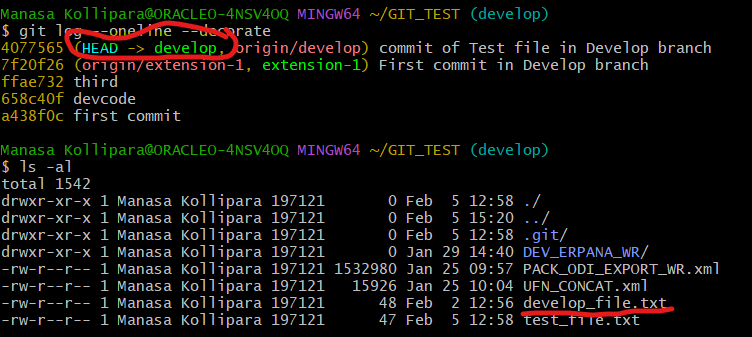 Manasa Kollipara@ORACLEO-4NSV4OQ MINGW64 ~/GIT_TEST (develop)
$ git log --oneline --decorate
4077565 (HEAD -> develop, origin/develop) commit of Test file in Develop branch
7f20f26 (origin/extension-1, extension-1) First commit in Develop branch
ffae732 third
658c40f devcode
a438f0c first commit
Manasa Kollipara@ORACLEO-4NSV4OQ MINGW64 ~/GIT_TEST (develop)
$ ls -al
total 1542
drwxr-xr-x 1 Manasa Kollipara 197121 0 Feb 5 12:58 ./
drwxr-xr-x 1 Manasa Kollipara 197121 0 Feb 5 15:20 ../
drwxr-xr-x 1 Manasa Kollipara 197121 0 Feb 5 12:58 .git/
drwxr-xr-x 1 Manasa Kollipara 197121 0 Jan 29 14:40 DEV_ERPANA_WR/
-rw-r--r-- 1 Manasa Kollipara 197121 1532980 Jan 25 09:57 PACK_ODI_EXPORT_WR.xml
-rw-r--r-- 1 Manasa Kollipara 197121 15926 Jan 25 10:04 UFN_CONCAT.xml
-rw-r--r-- 1 Manasa Kollipara 197121 48 Feb 2 12:56 develop_file.txt
-rw-r--r-- 1 Manasa Kollipara 197121 47 Feb 5 12:58 test_file.txt